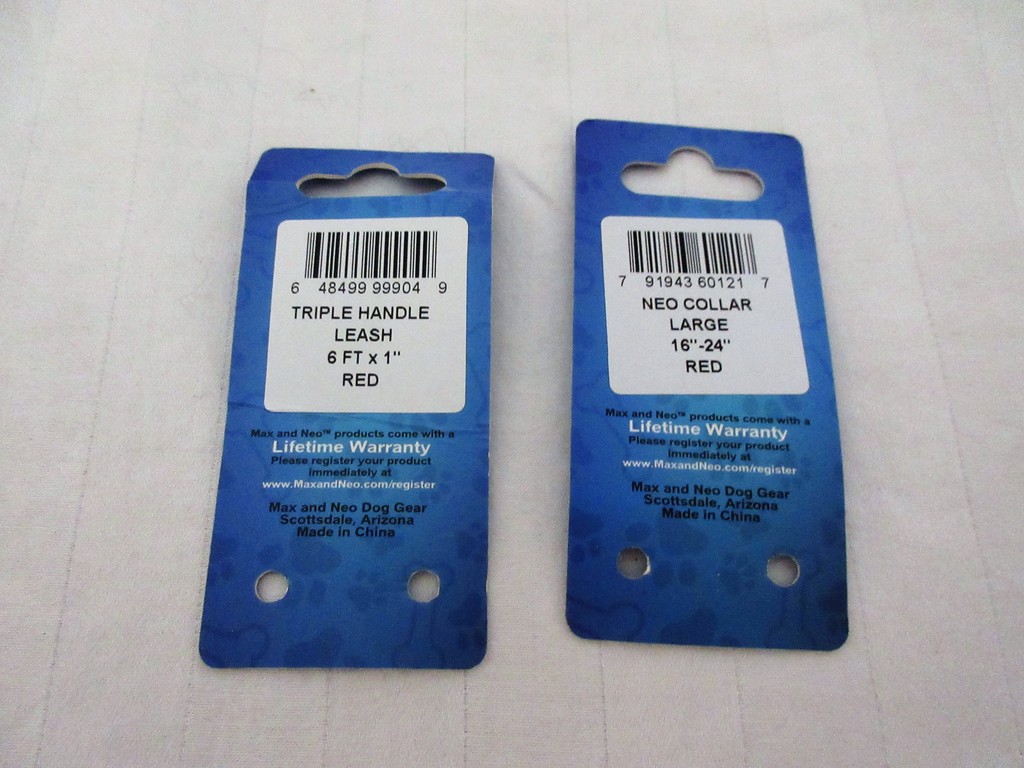 6 48499 99904 9
TRIPLE HANDLE
LEASH
6 FT x 1"
RED
Max and Neo™ products come with a
Lifetime Warranty
Please register your product
immediately at
www.MaxandNeo.com/register
Max and Neo Dog Gear
Scottsdale, Arizona
Made in China
7 91943 60121 7
NEO COLLAR
LARGE
16"-24"
RED
Max and Neo™ products come with a
Lifetime Warranty
Please register your product
immediately at
www.MaxandNeo.com/register
Max and Neo Dog Gear
Scottsdale, Arizona
Made in China